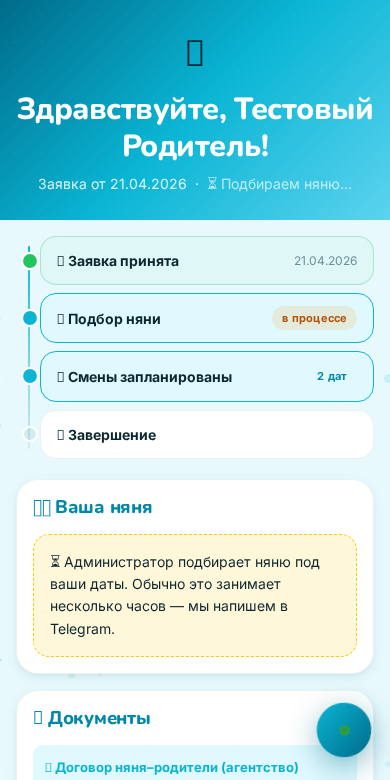 Здравствуйте, Тестовый
Родитель!
Заявка от 21.04.2026 · ⏳ Подбираем няню...
Заявка принята 21.04.2026
Подбор няни в процессе
Смены запланированы 2 дат
Завершение
Ваша няня
⏳ Администратор подбирает няню под
ваши даты. Обычно это занимает
несколько часов — мы напишем в
Telegram.
Документы
Договор няня–родители (агентство)